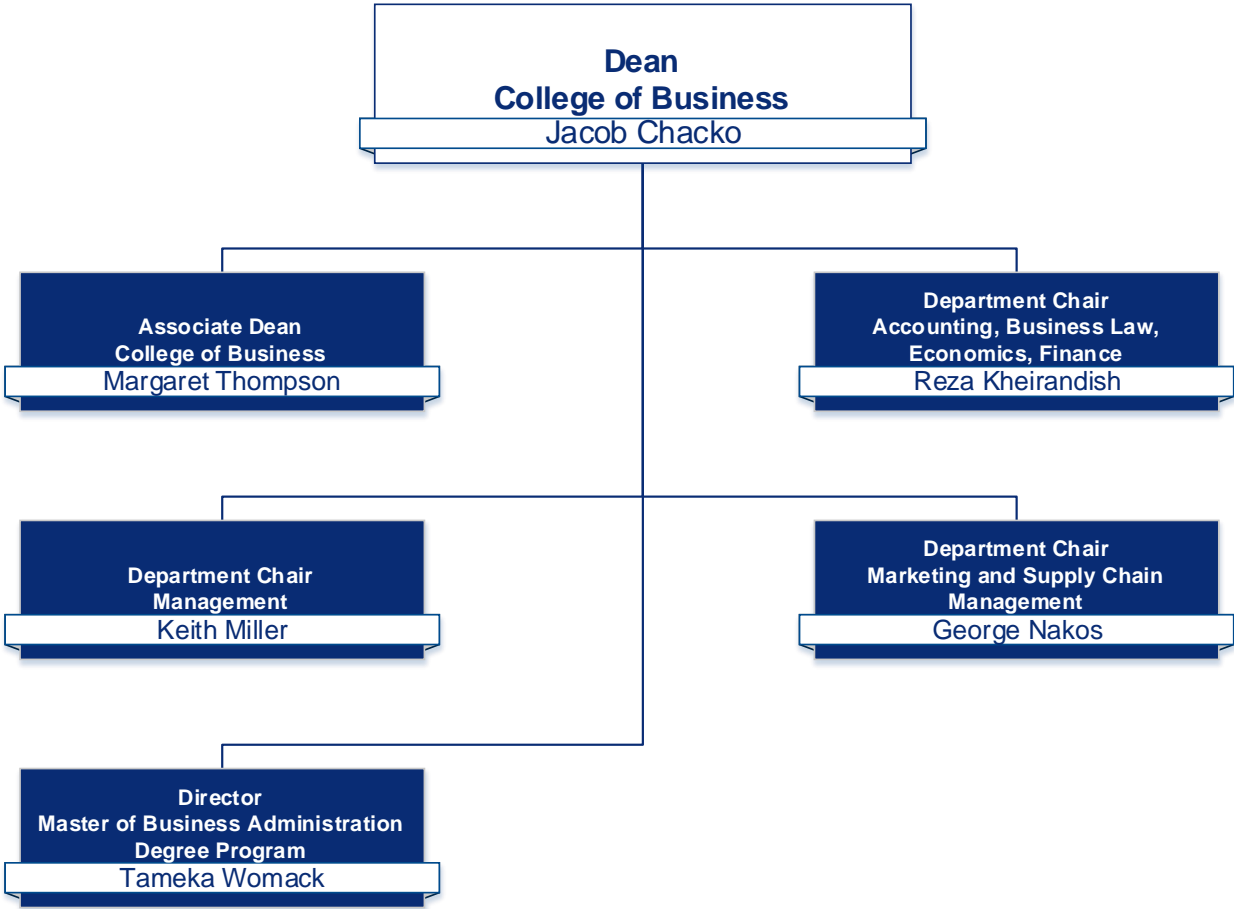 Dean
College of Business
Jacob Chacko
Associate Dean
College of Business
Margaret Thompson
Department Chair
Accounting, Business Law,
Economics, Finance
Reza Kheirandish
Department Chair
Management
Keith Miller
Department Chair
Marketing and Supply Chain
Management
George Nakos
Director
Master of Business Administration
Degree Program
Tameka Womack